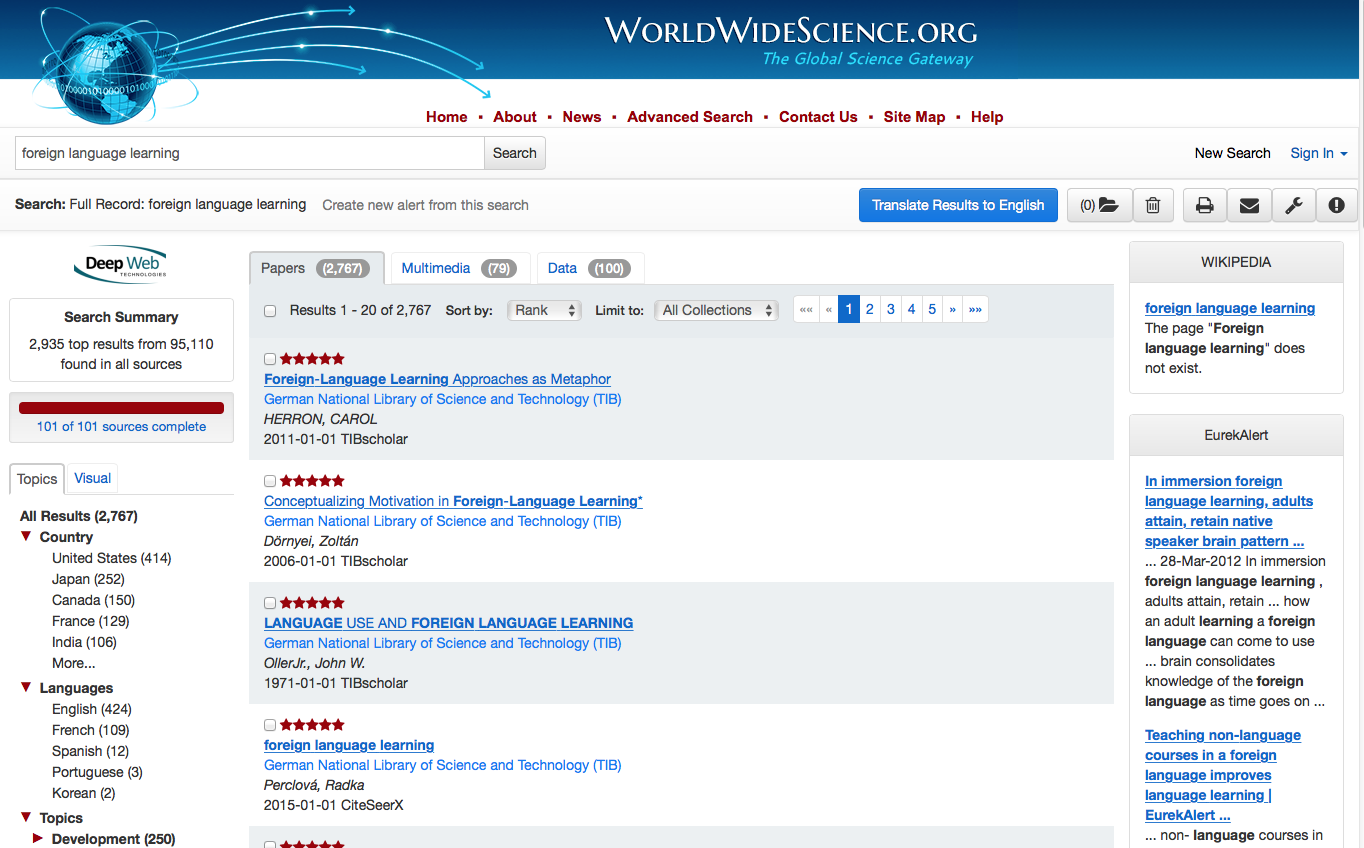 WorldWideScience.org
The Global Science Gateway
Home ▪ About ▪ News ▪ Advanced Search ▪ Contact Us ▪ Site Map ▪ Help
foreign language learning Search
New Search Sign In
Search: Full Record: foreign language learning Create new alert from this search
Translate Results to English (0)
Deep Web
TECHNOLOGIES
Search Summary
2,935 top results from 95,110
found in all sources
101 of 101 sources complete
Topics Visual
All Results (2,767)
Country
United States (414)
Japan (252)
Canada (150)
France (129)
India (106)
More...
Languages
English (424)
French (109)
Spanish (12)
Portuguese (3)
Korean (2)
Topics
Development (250)
Papers (2,767) Multimedia (79) Data (100)
Results 1 - 20 of 2,767 Sort by: Rank Limit to: All Collections «« « 1 2 3 4 5 » »»
Foreign-Language Learning Approaches as Metaphor
German National Library of Science and Technology (TIB)
HERRON, CAROL
2011-01-01 TIBscholar
Conceptualizing Motivation in Foreign-Language Learning*
German National Library of Science and Technology (TIB)
Dörnyei, Zoltán
2006-01-01 TIBscholar
LANGUAGE USE AND FOREIGN LANGUAGE LEARNING
German National Library of Science and Technology (TIB)
OllerJr., John W.
1971-01-01 TIBscholar
foreign language learning
German National Library of Science and Technology (TIB)
Perclová, Radka
2015-01-01 CiteSeerX
WIKIPEDIA
foreign language learning
The page "Foreign
language learning" does
not exist.
EurekAlert
In immersion foreign
language learning, adults
attain, retain native
speaker brain pattern ...
... 28-Mar-2012 In immersion
foreign language learning ,
adults attain, retain ... how
an adult learning a foreign
language can come to use
... brain consolidates
knowledge of the foreign
language as time goes on ...
Teaching non-language
courses in a foreign
language improves
language learning |
EurekAlert ...
... non- language courses in